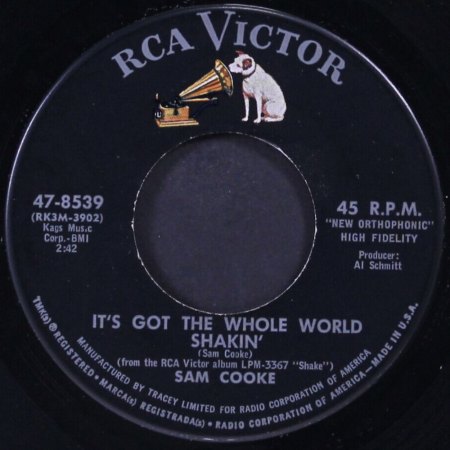 RCA VICTOR
47-8539
(RK3M-3902)
Kags Music
Corp.-BMI
2:42
45 R.P.M.
"NEW ORTHOPHONIC"
HIGH FIDELITY
Producer:
Al Schmitt
IT'S GOT THE WHOLE WORLD
SHAKIN'
(Sam Cooke)
(from the RCA Victor album LPM-3367 "Shake")
SAM COOKE
MANUFACTURED BY TRACEY LIMITED FOR RADIO CORPORATION OF AMERICA
TMK(s) ® REGISTERED • MARCA(s) REGISTRADA(s) • RADIO CORPORATION OF AMERICA—MADE IN U.S.A.